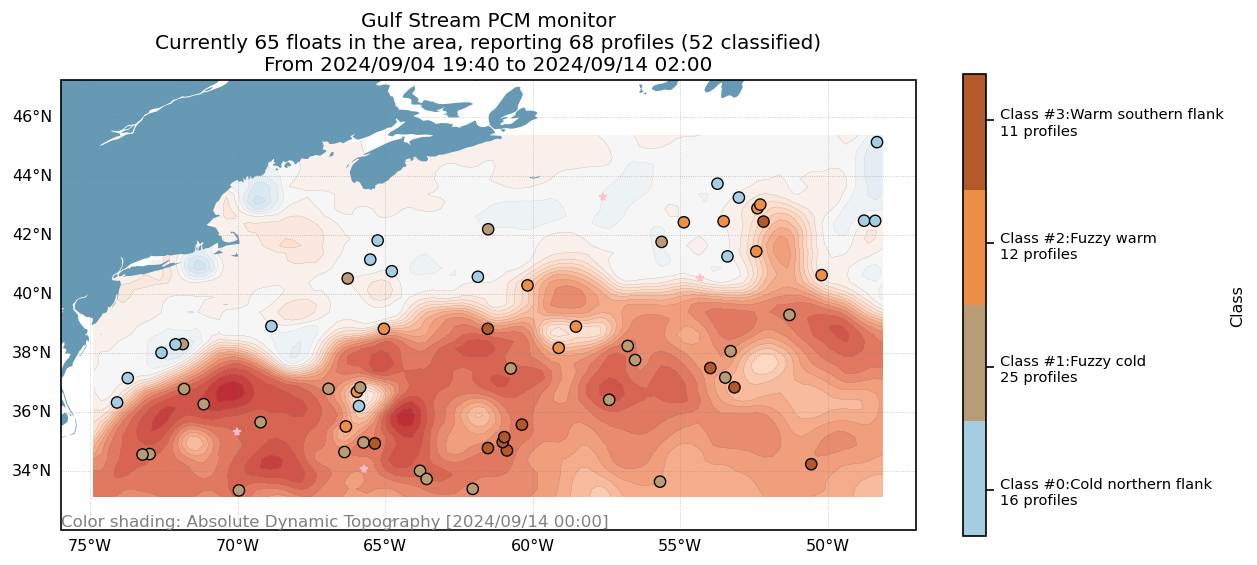 Gulf Stream PCM monitor
Currently 65 floats in the area, reporting 68 profiles (52 classified)
From 2024/09/04 19:40 to 2024/09/14 02:00
46°N
44°N
42°N
40°N
38°N
36°N
34°N
Color shading: Absolute Dynamic Topography [2024/09/14 00:00]
75°W
70°W
65°W
60°W
55°W
50°W
Class #3:Warm southern flank
11 profiles
Class #2:Fuzzy warm
12 profiles
Class #1:Fuzzy cold
25 profiles
Class #0:Cold northern flank
16 profiles
Class